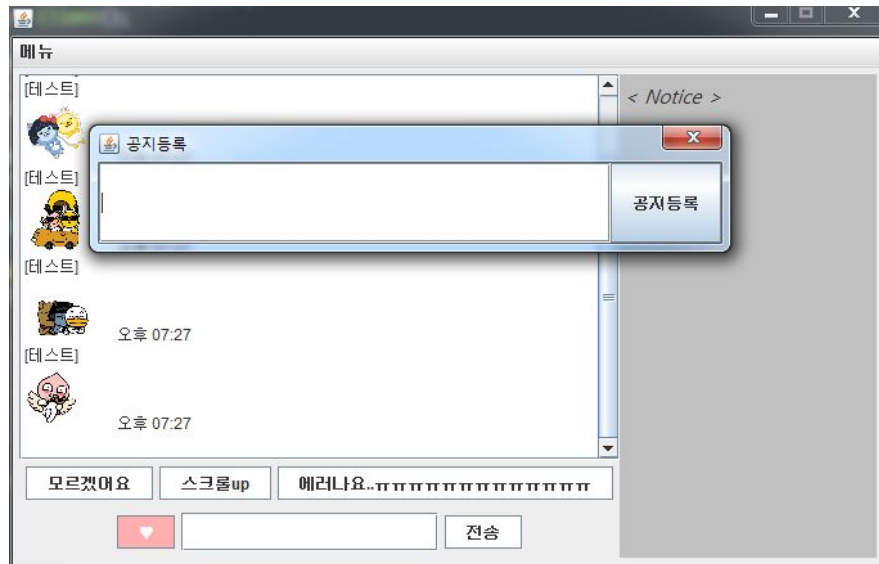 메뉴
[테스트]
< Notice >
공지등록
공지등록
[테스트]
[테스트]
오후 07:27
[테스트]
오후 07:27
모르겠어요
스크롤up
에러나요..ㅠㅠㅠㅠㅠㅠㅠㅠㅠㅠㅠㅠㅠㅠ
♥
전송